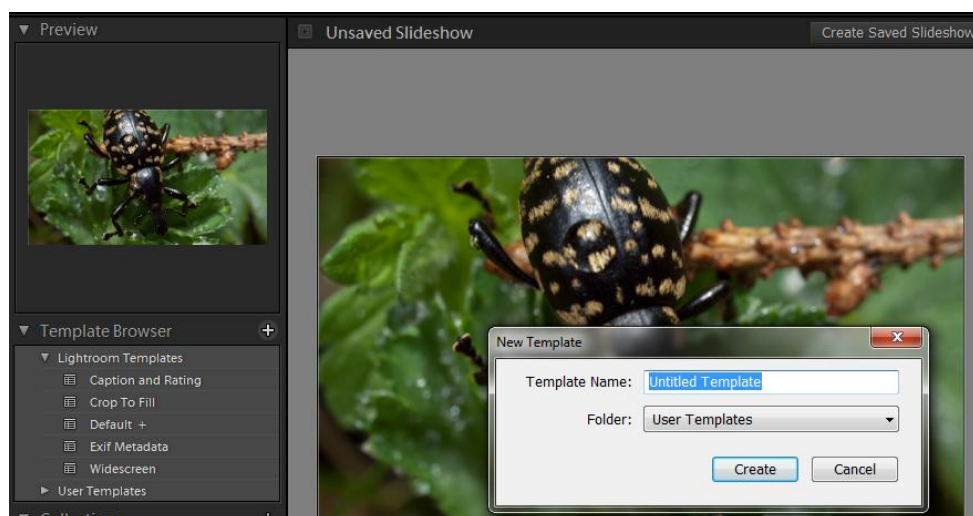 Preview
Unsaved Slideshow
Create Saved Slideshow
Template Browser
+
Lightroom Templates
Caption and Rating
Crop To Fill
Default +
Exif Metadata
Widescreen
User Templates
New Template
Template Name:
Untitled Template
Folder:
User Templates
Create
Cancel